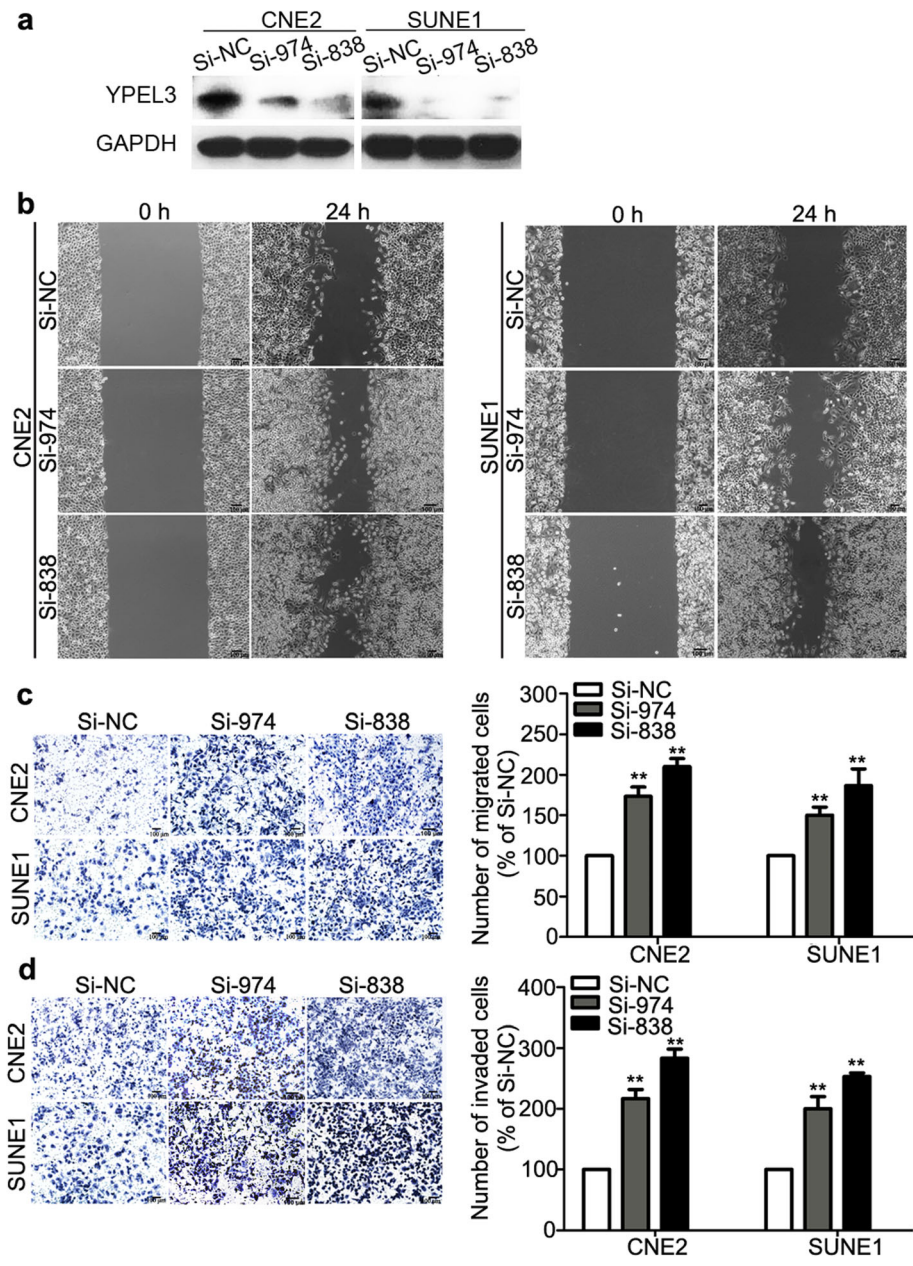 a
CNE2 SUNE1
Si-NC Si-974 Si-838 Si-NC Si-974 Si-838
YPEL3
GAPDH
b
0 h 24 h 0 h 24 h
CNE2
Si-NC
Si-974
Si-838
SUNE1
Si-NC
Si-974
Si-838
c
Si-NC Si-974 Si-838
CNE2
SUNE1
100 µm
Number of migrated cells
(% of Si-NC)
300
250
200
150
100
50
0
Si-NC
Si-974
Si-838
** ** ** **
CNE2 SUNE1
d
Si-NC Si-974 Si-838
CNE2
SUNE1
100 µm
Number of invaded cells
(% of Si-NC)
400
300
200
100
0
Si-NC
Si-974
Si-838
** ** ** **
CNE2 SUNE1